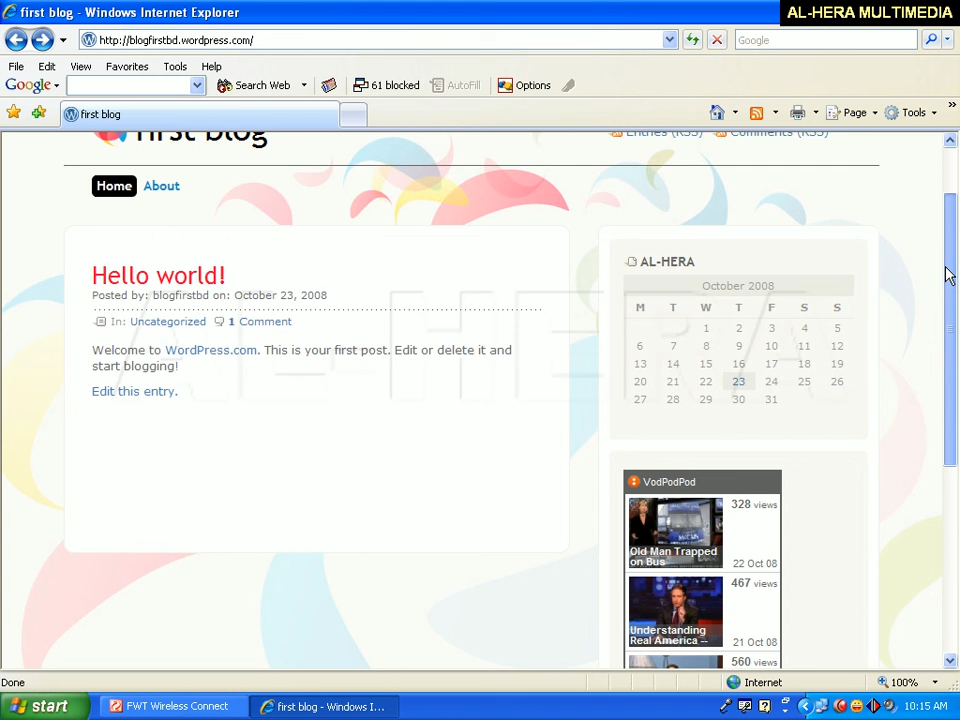 first blog - Windows Internet Explorer
AL-HERA MULTIMEDIA
http://blogfirstbd.wordpress.com/
Google
File Edit View Favorites Tools Help
Google Search Web 61 blocked AutoFill Options
first blog
Page Tools
first blog
Entries (RSS) Comments (RSS)
Home About
Hello world!
Posted by: blogfirstbd on: October 23, 2008
In: Uncategorized 1 Comment
Welcome to WordPress.com. This is your first post. Edit or delete it and
start blogging!
Edit this entry.
AL-HERA
AL-HERA
October 2008
M T W T F S S
1 2 3 4 5
6 7 8 9 10 11 12
13 14 15 16 17 18 19
20 21 22 23 24 25 26
27 28 29 30 31
VodPodPod
328 views
Old Man Trapped
on Bus
22 Oct 08
467 views
Understanding
Real America --
21 Oct 08
560 views
Done
Internet
100%
start
FWT Wireless Connect
first blog - Windows I...
10:15 AM